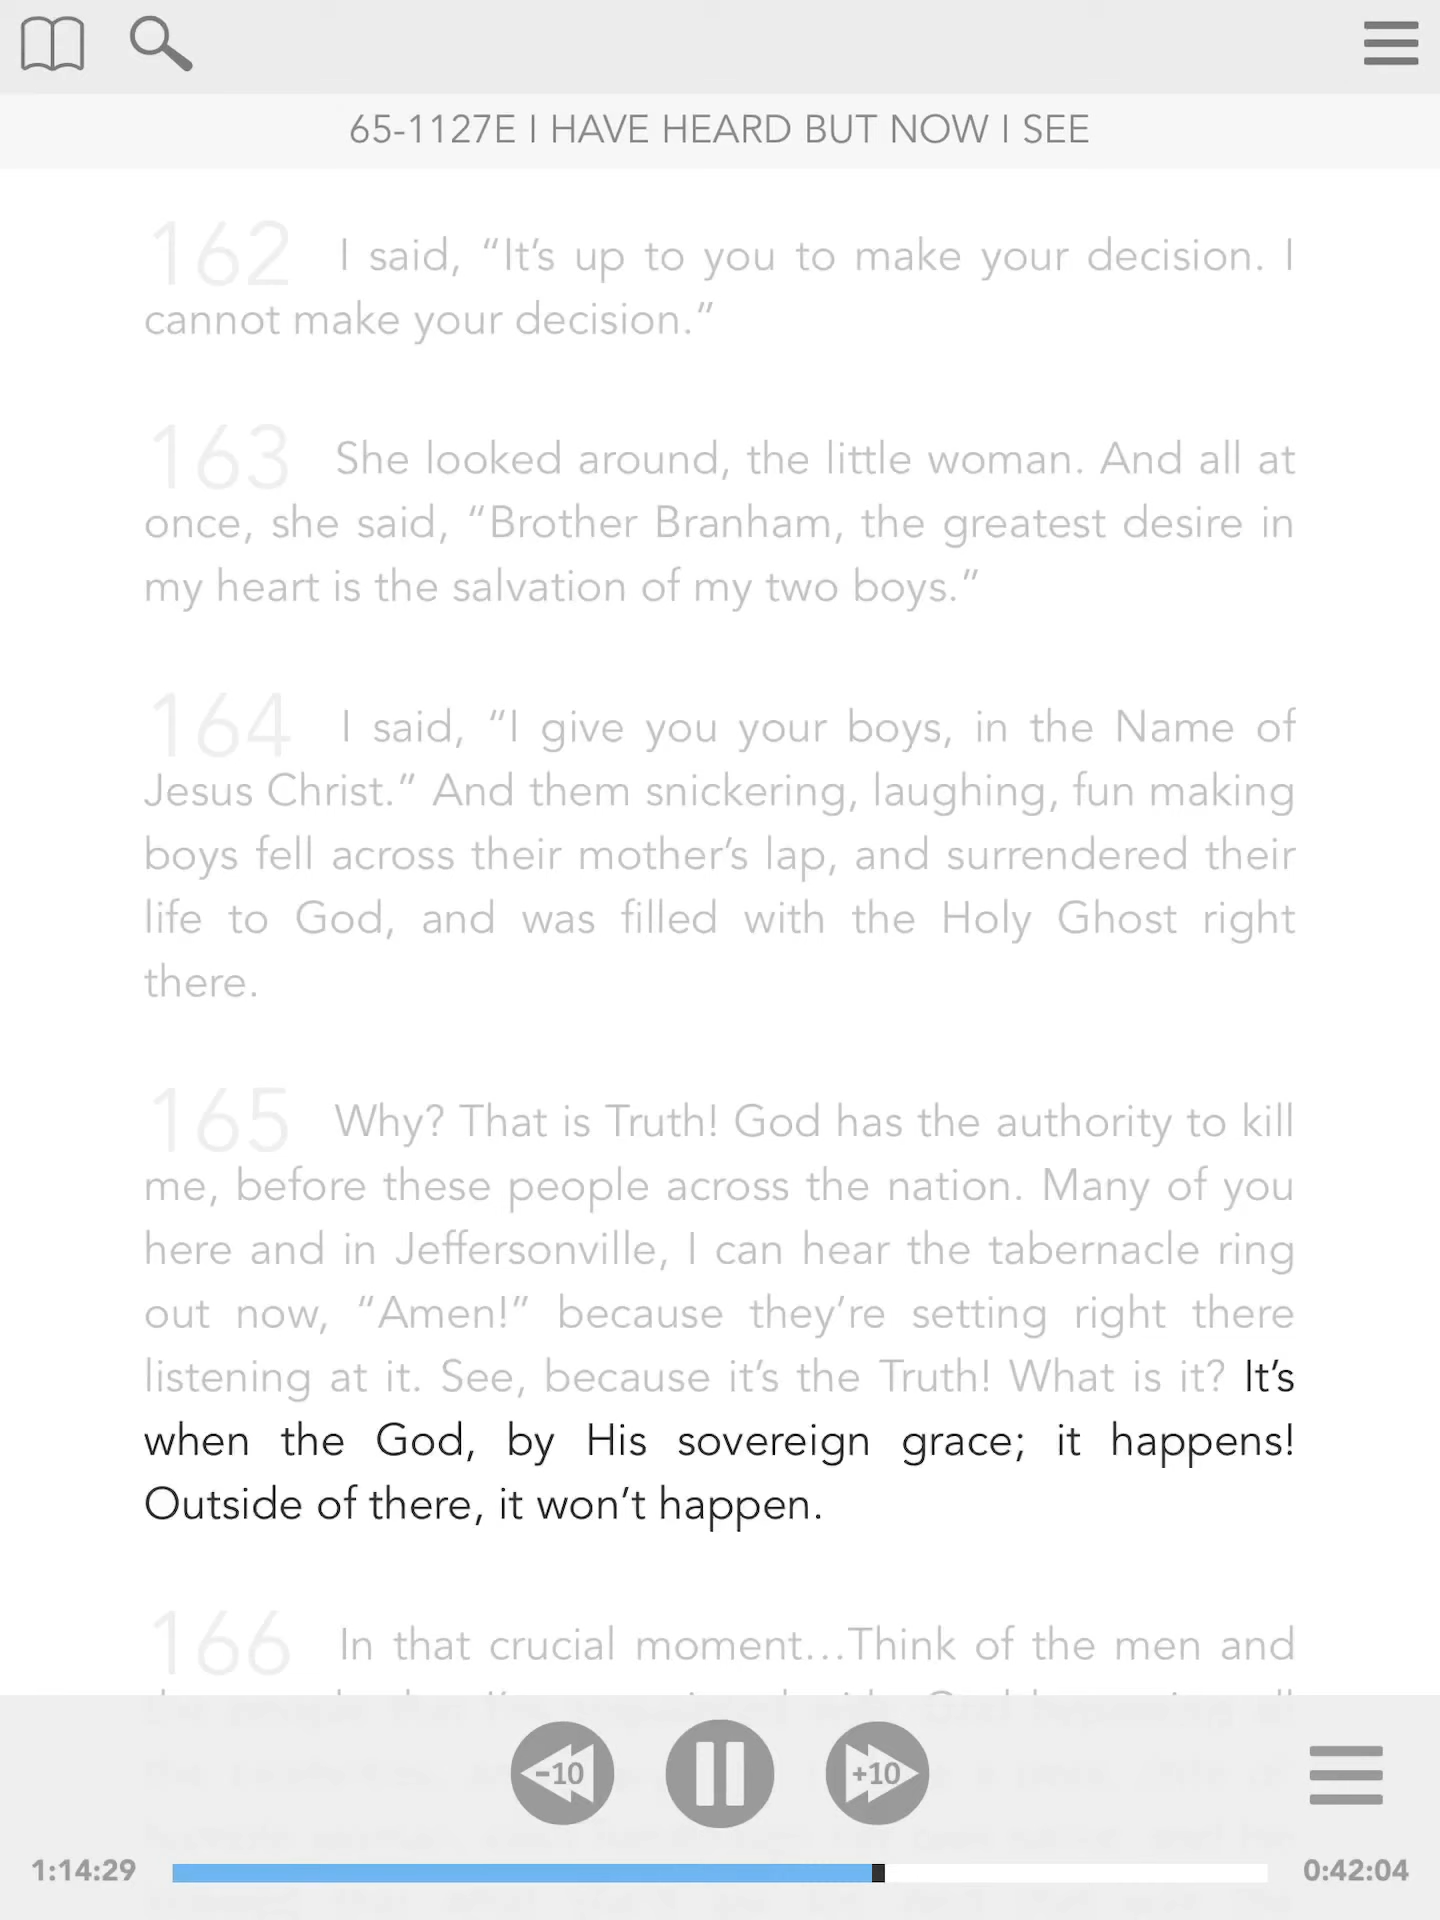 65-1127E I HAVE HEARD BUT NOW I SEE
162 I said, “It’s up to you to make your decision. I
cannot make your decision.”
163 She looked around, the little woman. And all at
once, she said, “Brother Branham, the greatest desire in
my heart is the salvation of my two boys.”
164 I said, “I give you your boys, in the Name of
Jesus Christ.” And them snickering, laughing, fun making
boys fell across their mother’s lap, and surrendered their
life to God, and was filled with the Holy Ghost right
there.
165 Why? That is Truth! God has the authority to kill
me, before these people across the nation. Many of you
here and in Jeffersonville, I can hear the tabernacle ring
out now, “Amen!” because they’re setting right there
listening at it. See, because it’s the Truth! What is it? It’s
when the God, by His sovereign grace; it happens!
Outside of there, it won’t happen.
166 In that crucial moment…Think of the men and
-10 +10
1:14:29 0:42:04